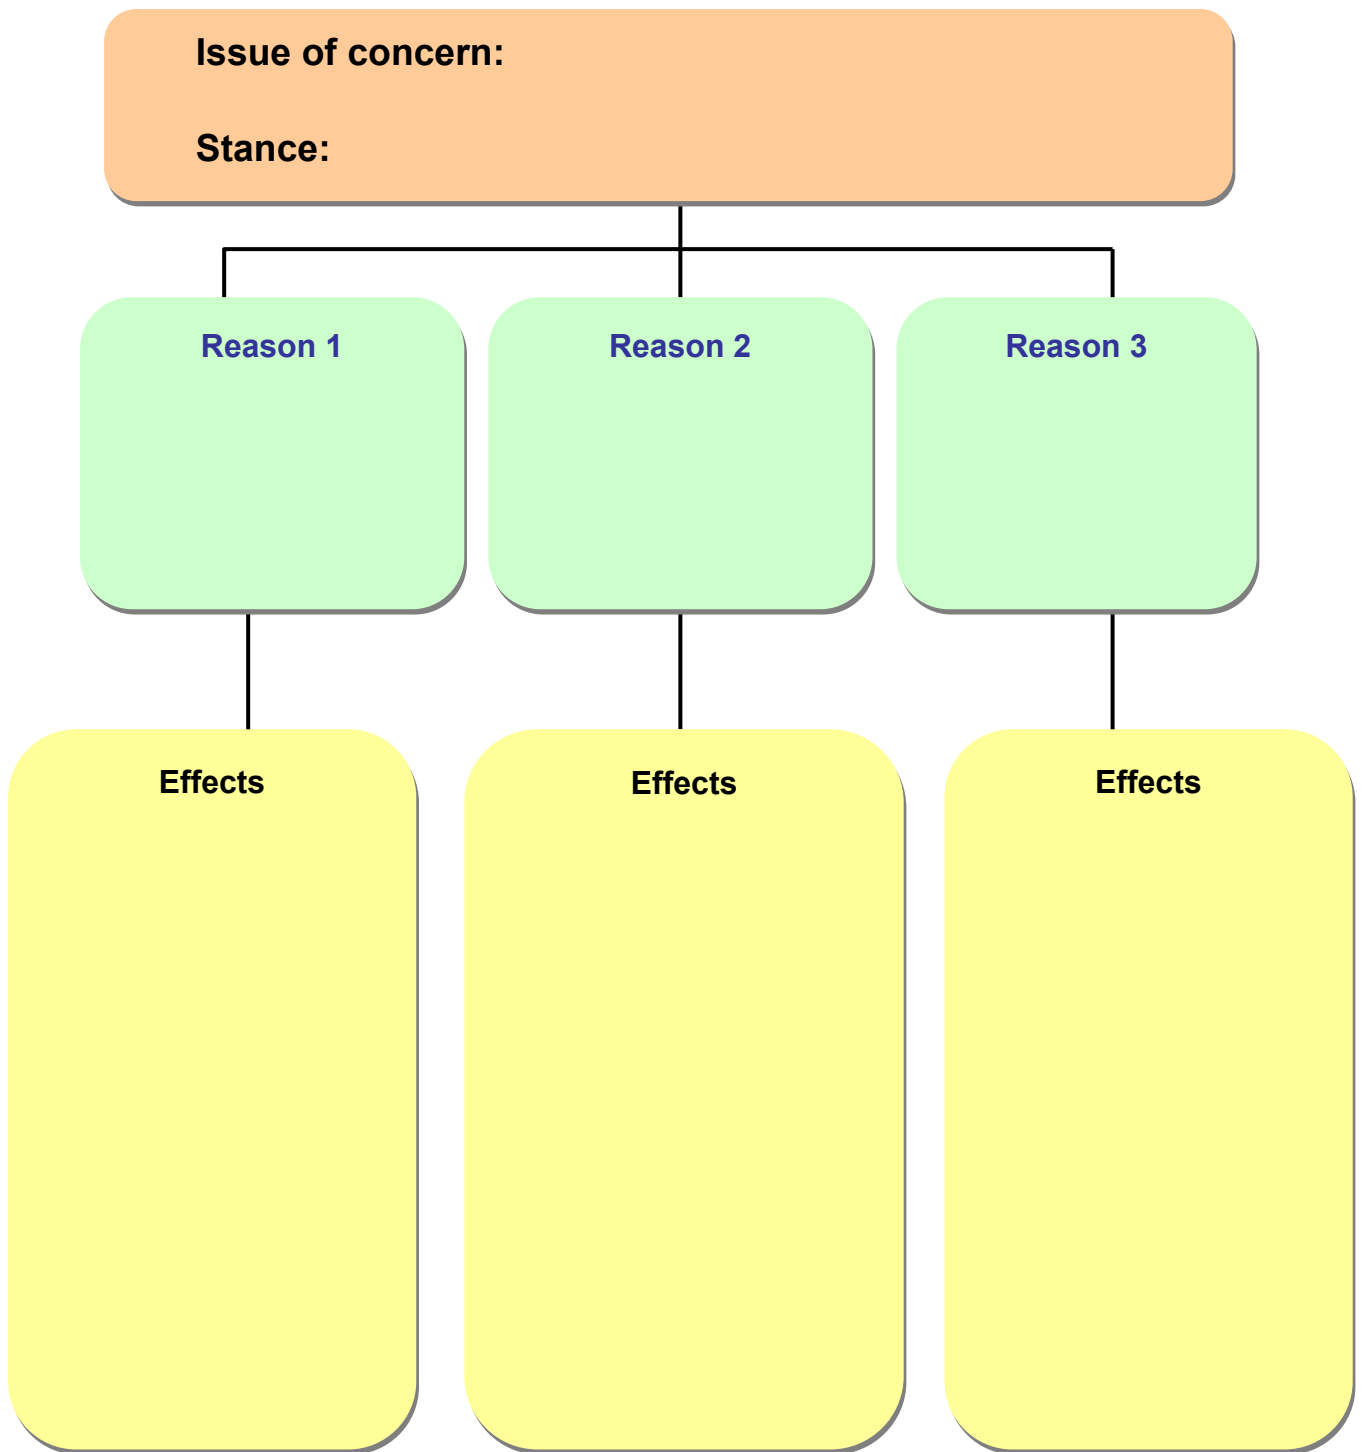 Issue of concern:
Stance:
Reason 1
Reason 2
Reason 3
Effects
Effects
Effects